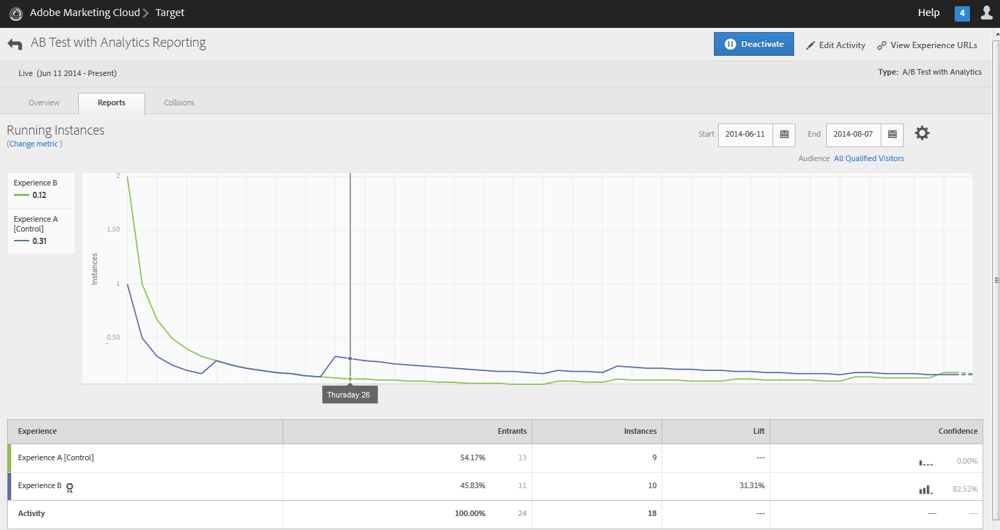 Adobe Marketing Cloud Target Help 4
AB Test with Analytics Reporting Deactivate Edit Activity View Experience URLs
Live (Jun 11 2014 - Present) Type: A/B Test with Analytics
Overview Reports Collisions
Running Instances
(Change metric )
Start 2014-06-11 End 2014-08-07
Audience All Qualified Visitors
Experience B
0.12
Experience A
[Control]
0.31
2
1.50
1
0.50
Instances
Thursday 26
Experience Entrants Instances Lift Confidence
Experience A [Control] 54.17% 13 9 --- 0.00%
Experience B 45.83% 11 10 31.31% 82.52%
Activity 100.00% 24 18 --- --- ---